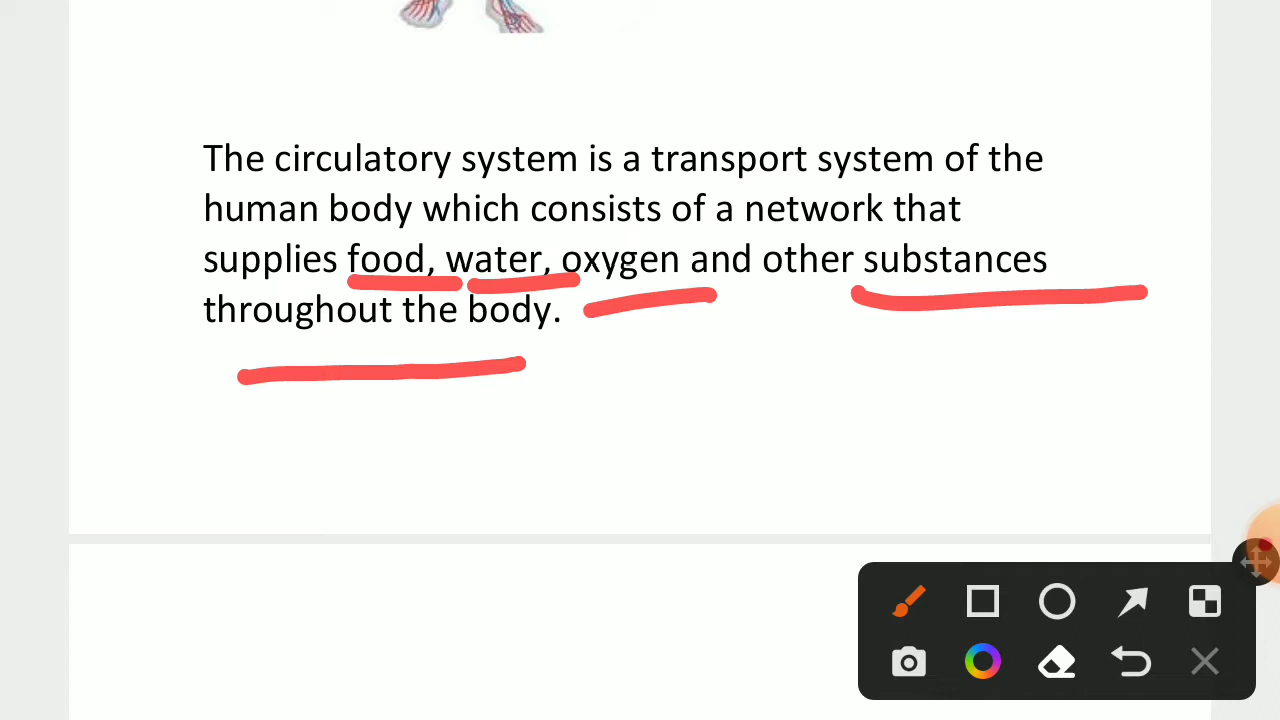 The circulatory system is a transport system of the
human body which consists of a network that
supplies food, water, oxygen and other substances
throughout the body.